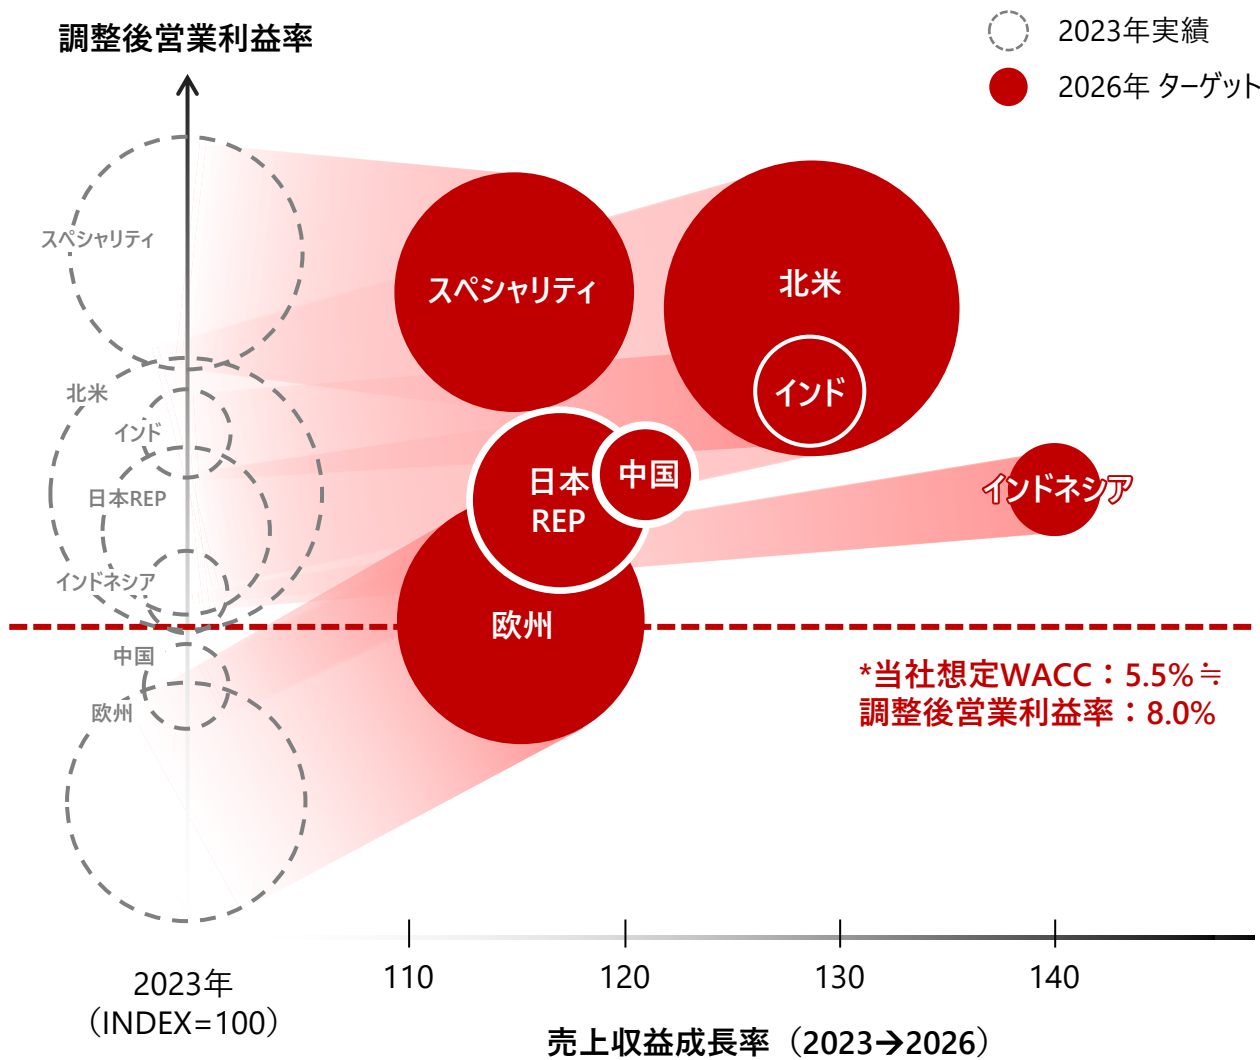 調整後営業利益率
2023年実績
2026年 ターゲット
スペシャリティ
北米
インド
日本REP
インドネシア
中国
欧州
スペシャリティ
北米
インド
日本
REP
中国
インドネシア
欧州
*当社想定WACC：5.5%≒
調整後営業利益率：8.0%
2023年
（INDEX=100）
110
120
130
140
売上収益成長率（2023→2026）